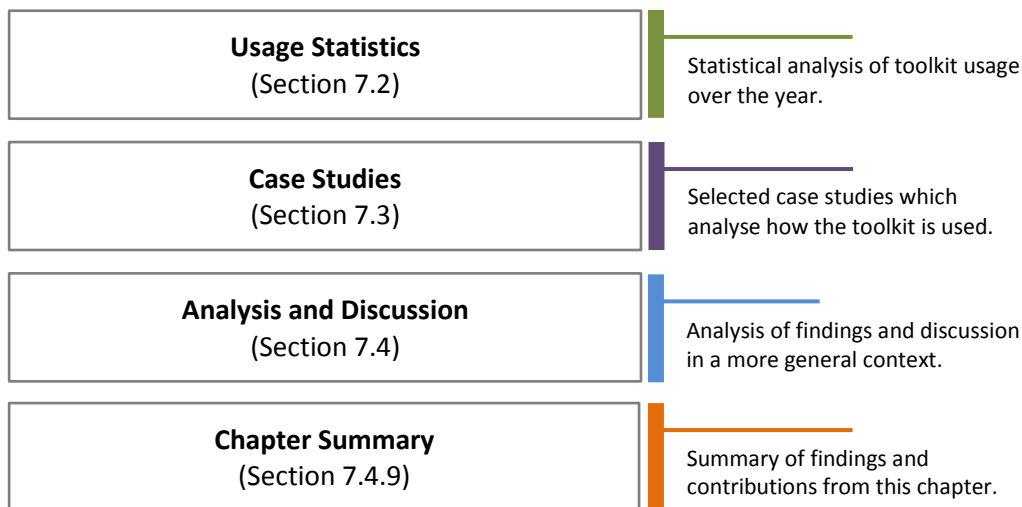 Usage Statistics
(Section 7.2)
Statistical analysis of toolkit usage
over the year.
Case Studies
(Section 7.3)
Selected case studies which
analyse how the toolkit is used.
Analysis and Discussion
(Section 7.4)
Analysis of findings and discussion
in a more general context.
Chapter Summary
(Section 7.4.9)
Summary of findings and
contributions from this chapter.